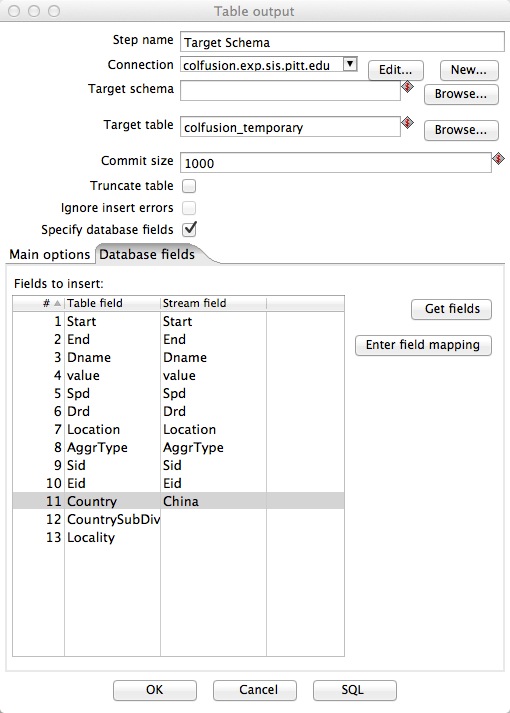 Table output
Step name Target Schema
Connection colfusion.exp.sis.pitt.edu Edit... New...
Target schema Browse...
Target table colfusion_temporary Browse...
Commit size 1000
Truncate table
Ignore insert errors
Specify database fields
Main options Database fields
Fields to insert:
# Table field Stream field
1 Start Start
2 End End
3 Dname Dname
4 value value
5 Spd Spd
6 Drd Drd
7 Location Location
8 AggrType AggrType
9 Sid Sid
10 Eid Eid
11 Country China
12 CountrySubDiv
13 Locality
Get fields
Enter field mapping
OK Cancel SQL